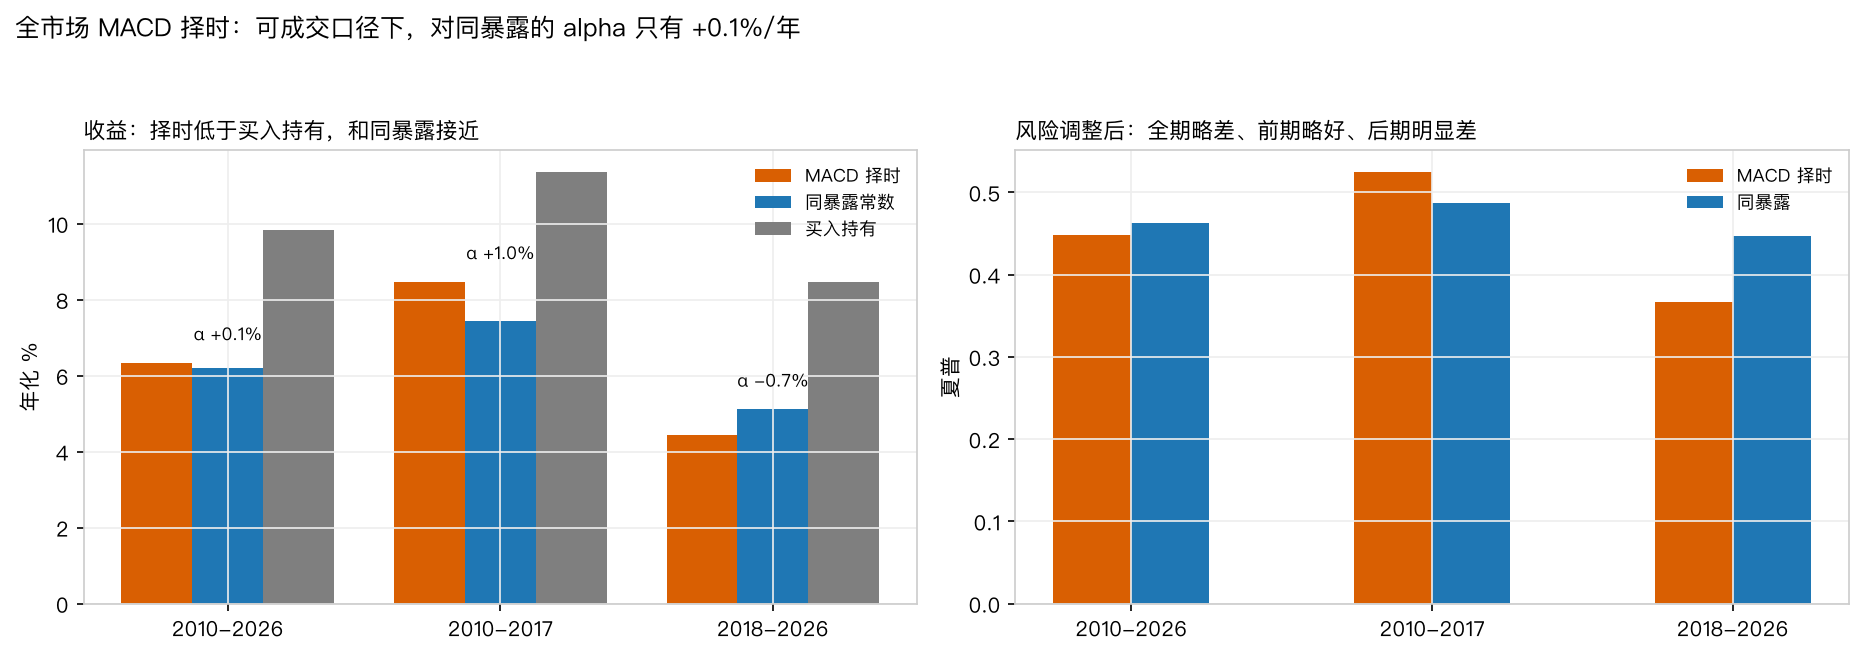 全市场 MACD 择时：可成交口径下，对同暴露的 alpha 只有 +0.1%/年
收益：择时低于买入持有，和同暴露接近
MACD 择时
同暴露常数
买入持有
年化 %
10
8
6
4
2
0
α +0.1%
α +1.0%
α −0.7%
2010–2026
2010–2017
2018–2026
风险调整后：全期略差、前期略好、后期明显差
MACD 择时
同暴露
夏普
0.5
0.4
0.3
0.2
0.1
0.0
2010–2026
2010–2017
2018–2026